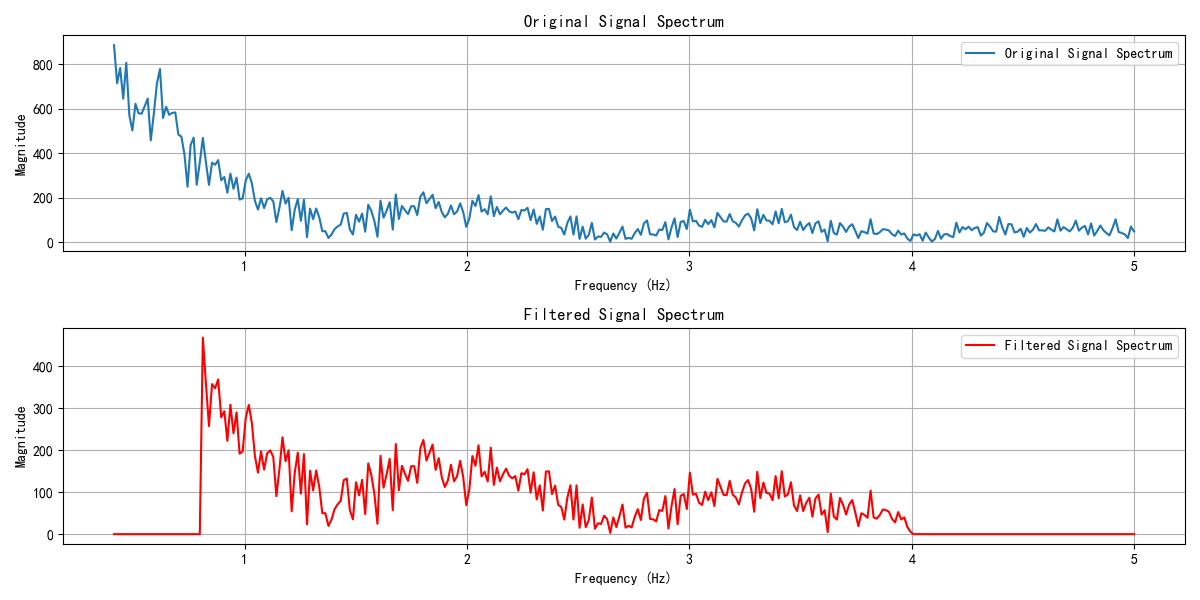 Original Signal Spectrum
Original Signal Spectrum
800
600
400
200
0
Magnitude
1 2 3 4 5
Frequency (Hz)
Filtered Signal Spectrum
Filtered Signal Spectrum
400
300
200
100
0
Magnitude
1 2 3 4 5
Frequency (Hz)